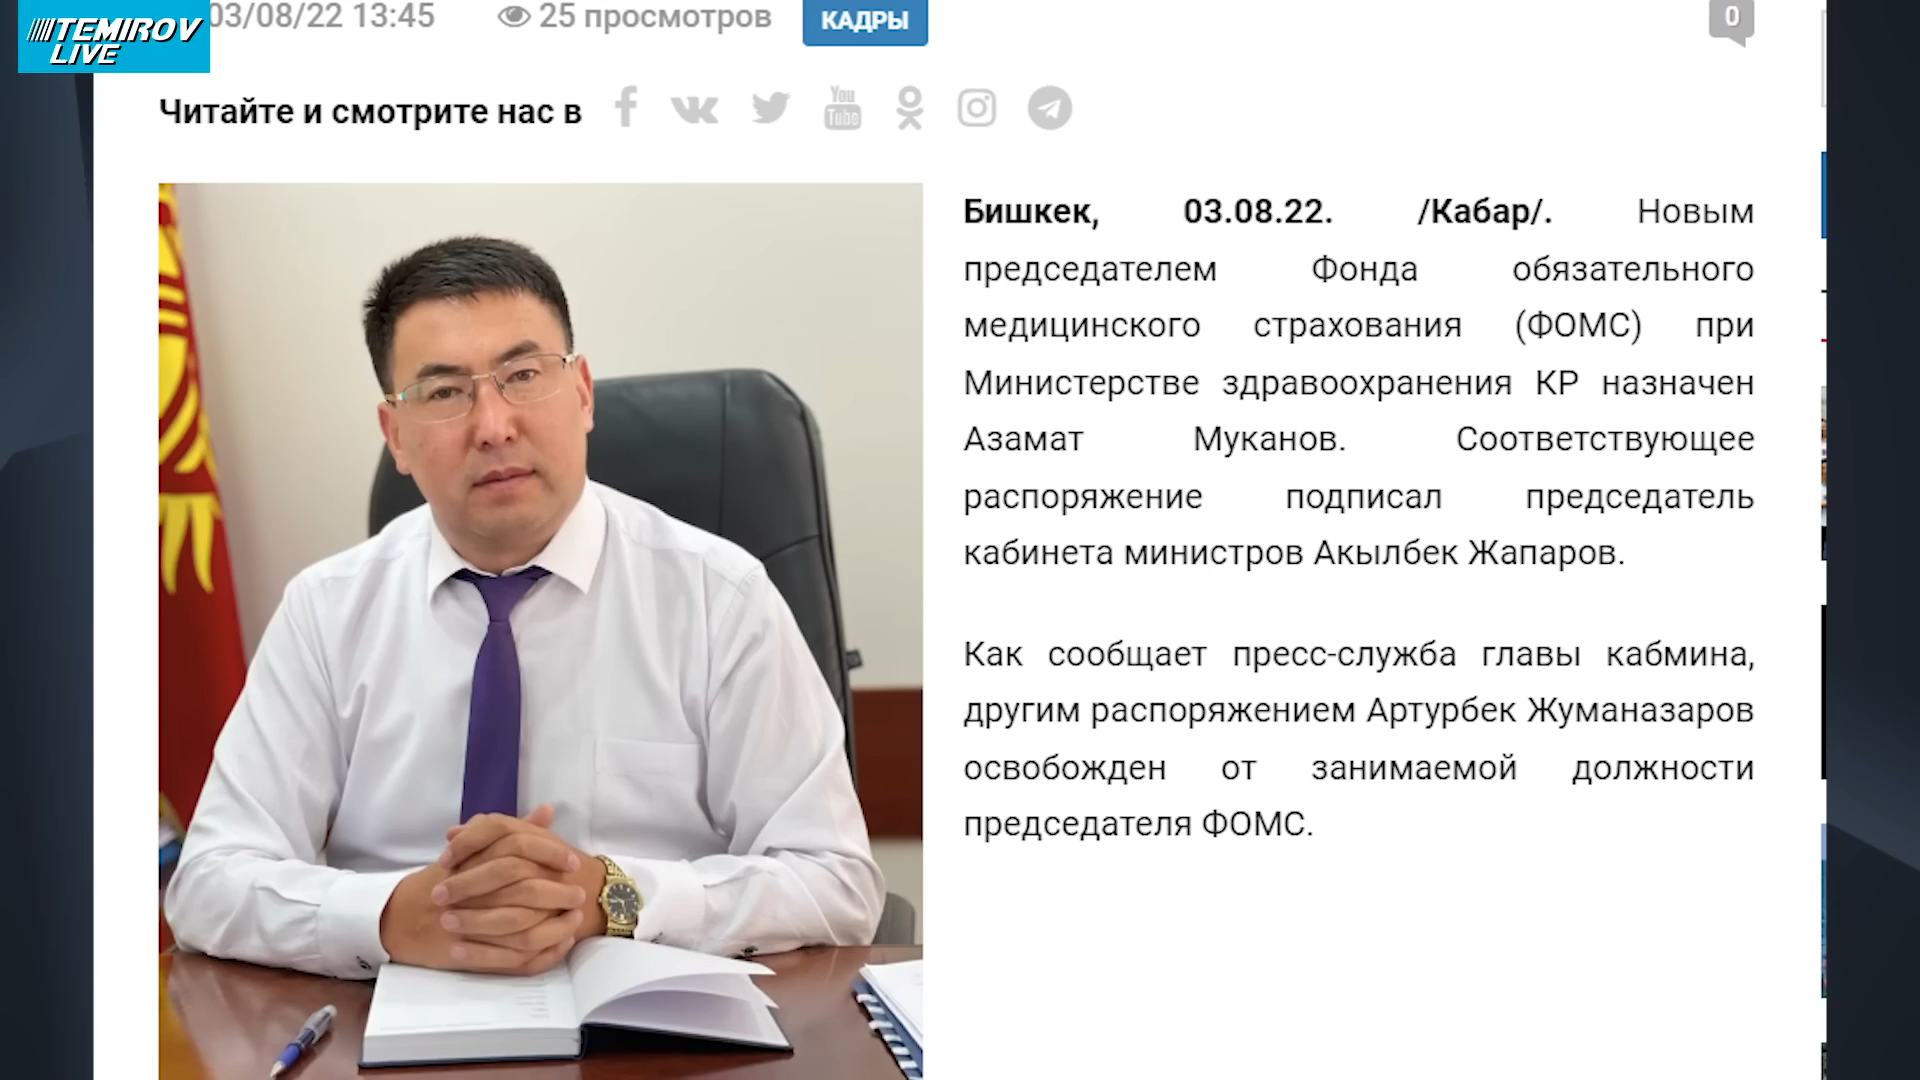 TEMIROV
LIVE
03/08/22 13:45
25 просмотров
КАДРЫ
0
Читайте и смотрите нас в
You
Tube
Бишкек, 03.08.22. /Кабар/. Новым
председателем Фонда обязательного
медицинского страхования (ФОМС) при
Министерстве здравоохранения КР назначен
Азамат Муканов. Соответствующее
распоряжение подписал председатель
кабинета министров Акылбек Жапаров.
Как сообщает пресс-служба главы кабмина,
другим распоряжением Артурбек Жуманазаров
освобожден от занимаемой должности
председателя ФОМС.